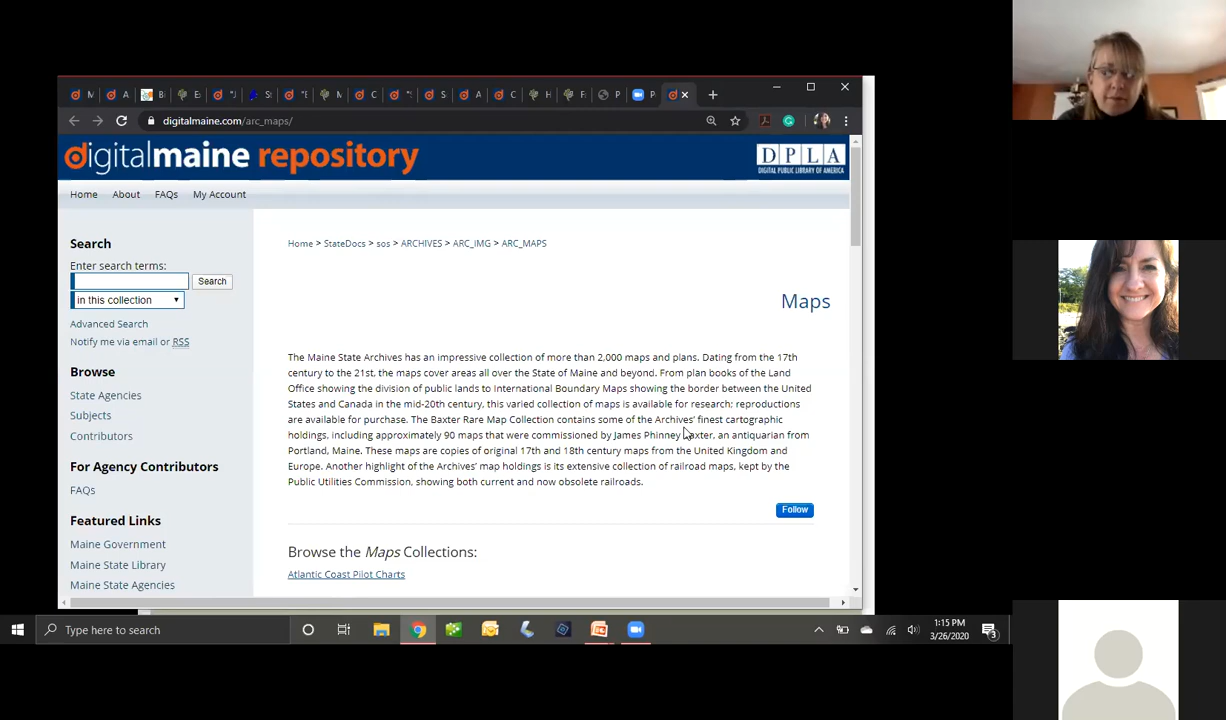 M
A
B
E
"J
S
"E
M
C
"
S
A
C
H
F
P
P
digitalmaine.com/arc_maps/
digitalmaine repository
DPLA
DIGITAL PUBLIC LIBRARY OF AMERICA
Home About FAQs My Account
Search
Enter search terms:
Search
in this collection
Advanced Search
Notify me via email or RSS
Browse
State Agencies
Subjects
Contributors
For Agency Contributors
FAQs
Featured Links
Maine Government
Maine State Library
Maine State Agencies
Home > StateDocs > sos > ARCHIVES > ARC_IMG > ARC_MAPS
Maps
The Maine State Archives has an impressive collection of more than 2,000 maps and plans. Dating from the 17th
century to the 21st, the maps cover areas all over the State of Maine and beyond. From plan books of the Land
Office showing the division of public lands to International Boundary Maps showing the border between the United
States and Canada in the mid-20th century, this varied collection of maps is available for research: reproductions
are available for purchase. The Baxter Rare Map Collection contains some of the Archives' finest cartographic
holdings, including approximately 90 maps that were commissioned by James Phinney Baxter, an antiquarian from
Portland, Maine. These maps are copies of original 17th and 18th century maps from the United Kingdom and
Europe. Another highlight of the Archives' map holdings is its extensive collection of railroad maps, kept by the
Public Utilities Commission, showing both current and now obsolete railroads.
Follow
Browse the Maps Collections:
Atlantic Coast Pilot Charts
Type here to search
1:15 PM
3/26/2020
3